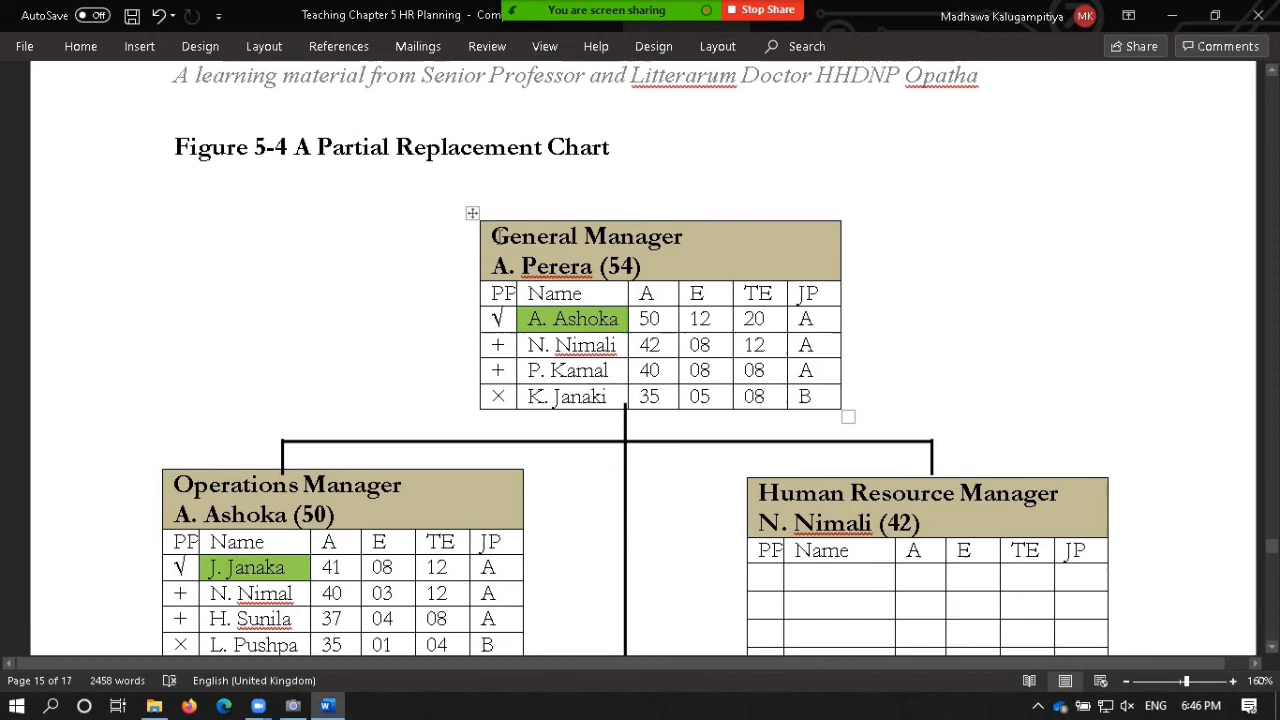 AutoSave Off Teaching Chapter 5 HR Planning - Com You are screen sharing Stop Share Madhawa Kalugampitiya MK
File Home Insert Design Layout References Mailings Review View Help Design Layout Search Share Comments
A learning material from Senior Professor and Litterarum Doctor HHDNP Opatha
Figure 5-4 A Partial Replacement Chart
General Manager
A. Perera (54)
PP Name A E TE JP
√ A. Ashoka 50 12 20 A
+ N. Nimali 42 08 12 A
+ P. Kamal 40 08 08 A
× K. Janaki 35 05 08 B
Operations Manager
A. Ashoka (50)
PP Name A E TE JP
√ J. Janaka 41 08 12 A
+ N. Nimal 40 03 12 A
+ H. Sunila 37 04 08 A
× L. Pushpa 35 01 04 B
Human Resource Manager
N. Nimali (42)
PP Name A E TE JP
Page 15 of 17 2458 words English (United Kingdom) 160%
ENG 6:46 PM